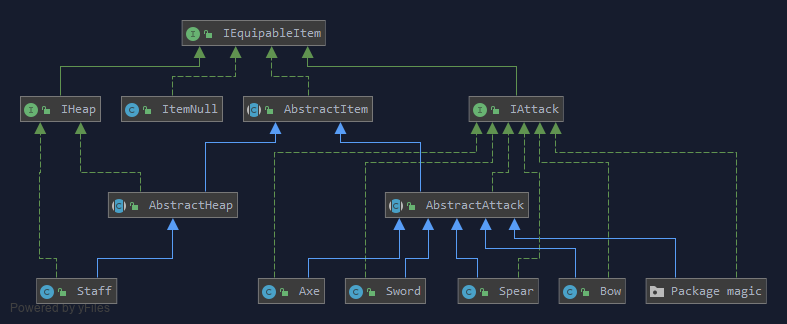 IEquipableItem
IHeap
ItemNull
AbstractItem
IAttack
AbstractHeap
AbstractAttack
Staff
Axe
Sword
Spear
Bow
Package magic
Powered by yFiles